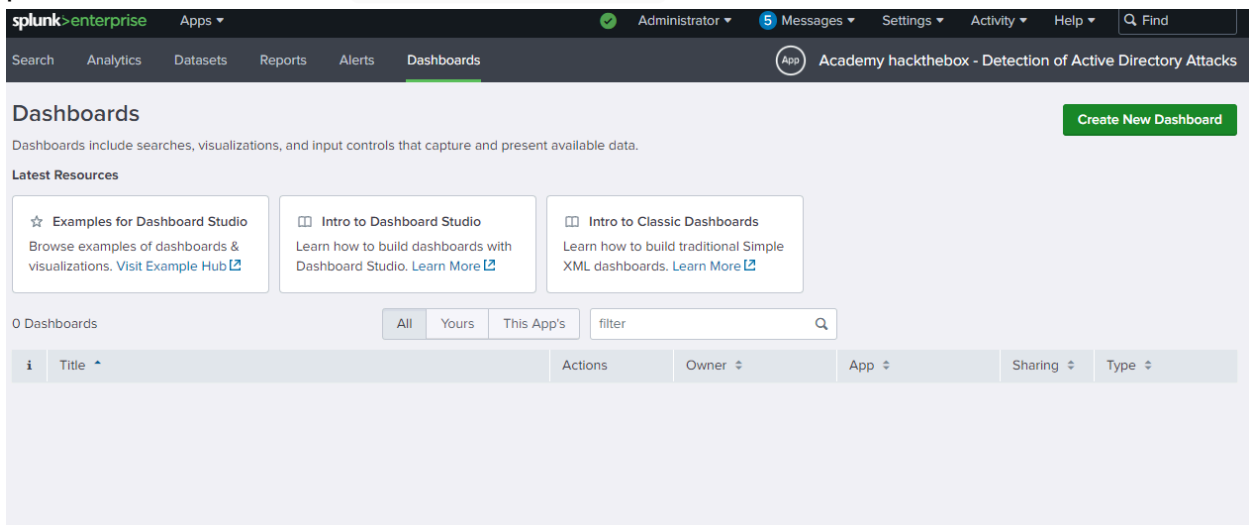 splunk>enterprise Apps Administrator 5 Messages Settings Activity Help Find
Search Analytics Datasets Reports Alerts Dashboards App Academy hackthebox - Detection of Active Directory Attacks
Dashboards
Create New Dashboard
Dashboards include searches, visualizations, and input controls that capture and present available data.
Latest Resources
Examples for Dashboard Studio
Browse examples of dashboards &
visualizations. Visit Example Hub
Intro to Dashboard Studio
Learn how to build dashboards with
Dashboard Studio. Learn More
Intro to Classic Dashboards
Learn how to build traditional Simple
XML dashboards. Learn More
0 Dashboards All Yours This App's filter
i Title Actions Owner App Sharing Type